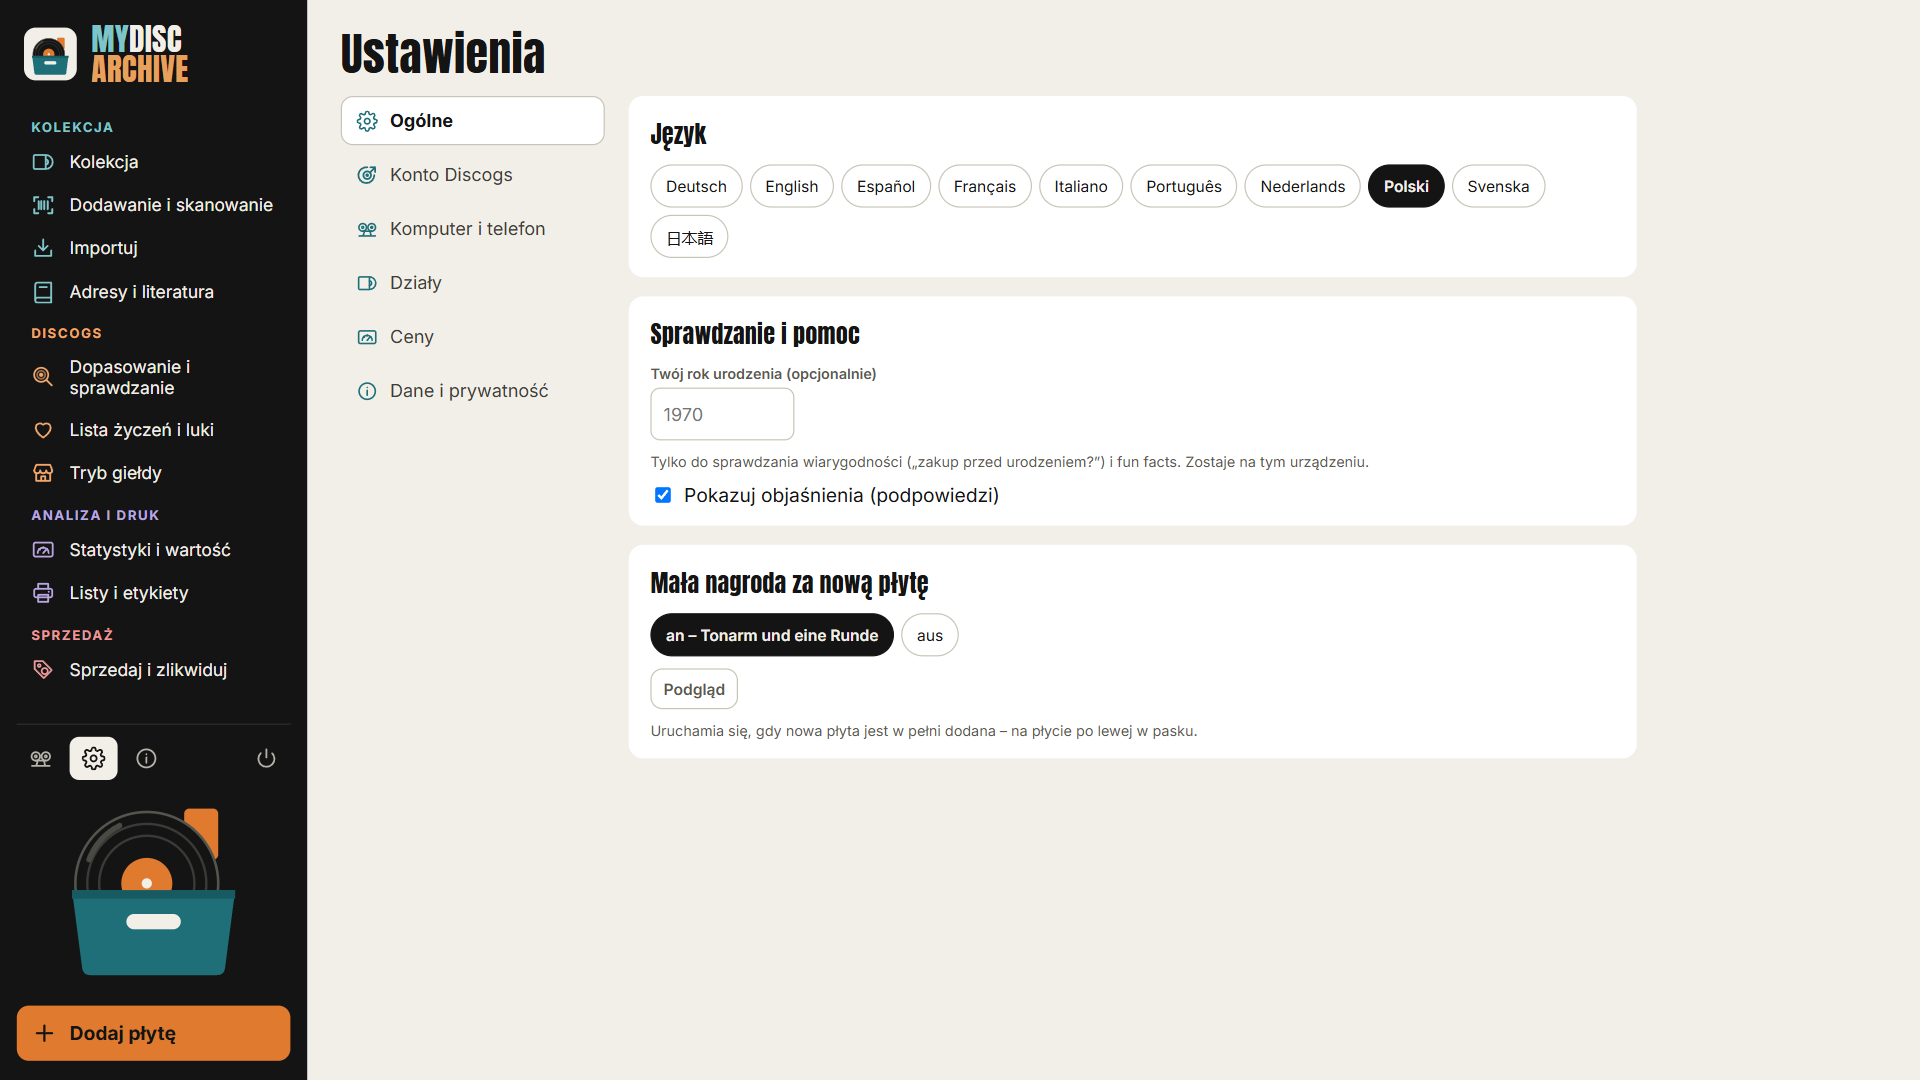 MYDISC
ARCHIVE
KOLEKCJA
Kolekcja
Dodawanie i skanowanie
Importuj
Adresy i literatura
DISCOGS
Dopasowanie i
sprawdzanie
Lista życzeń i luki
Tryb giełdy
ANALIZA I DRUK
Statystyki i wartość
Listy i etykiety
SPRZEDAŻ
Sprzedaj i zlikwiduj
Dodaj płytę
Ustawienia
Ogólne
Konto Discogs
Komputer i telefon
Działy
Ceny
Dane i prywatność
Język
Deutsch English Español Français Italiano Português Nederlands Polski Svenska
日本語
Sprawdzanie i pomoc
Twój rok urodzenia (opcjonalnie)
1970
Tylko do sprawdzania wiarygodności („zakup przed urodzeniem?”) i fun facts. Zostaje na tym urządzeniu.
Pokazuj objaśnienia (podpowiedzi)
Mała nagroda za nową płytę
an – Tonarm und eine Runde aus
Podgląd
Uruchamia się, gdy nowa płyta jest w pełni dodana – na płycie po lewej w pasku.